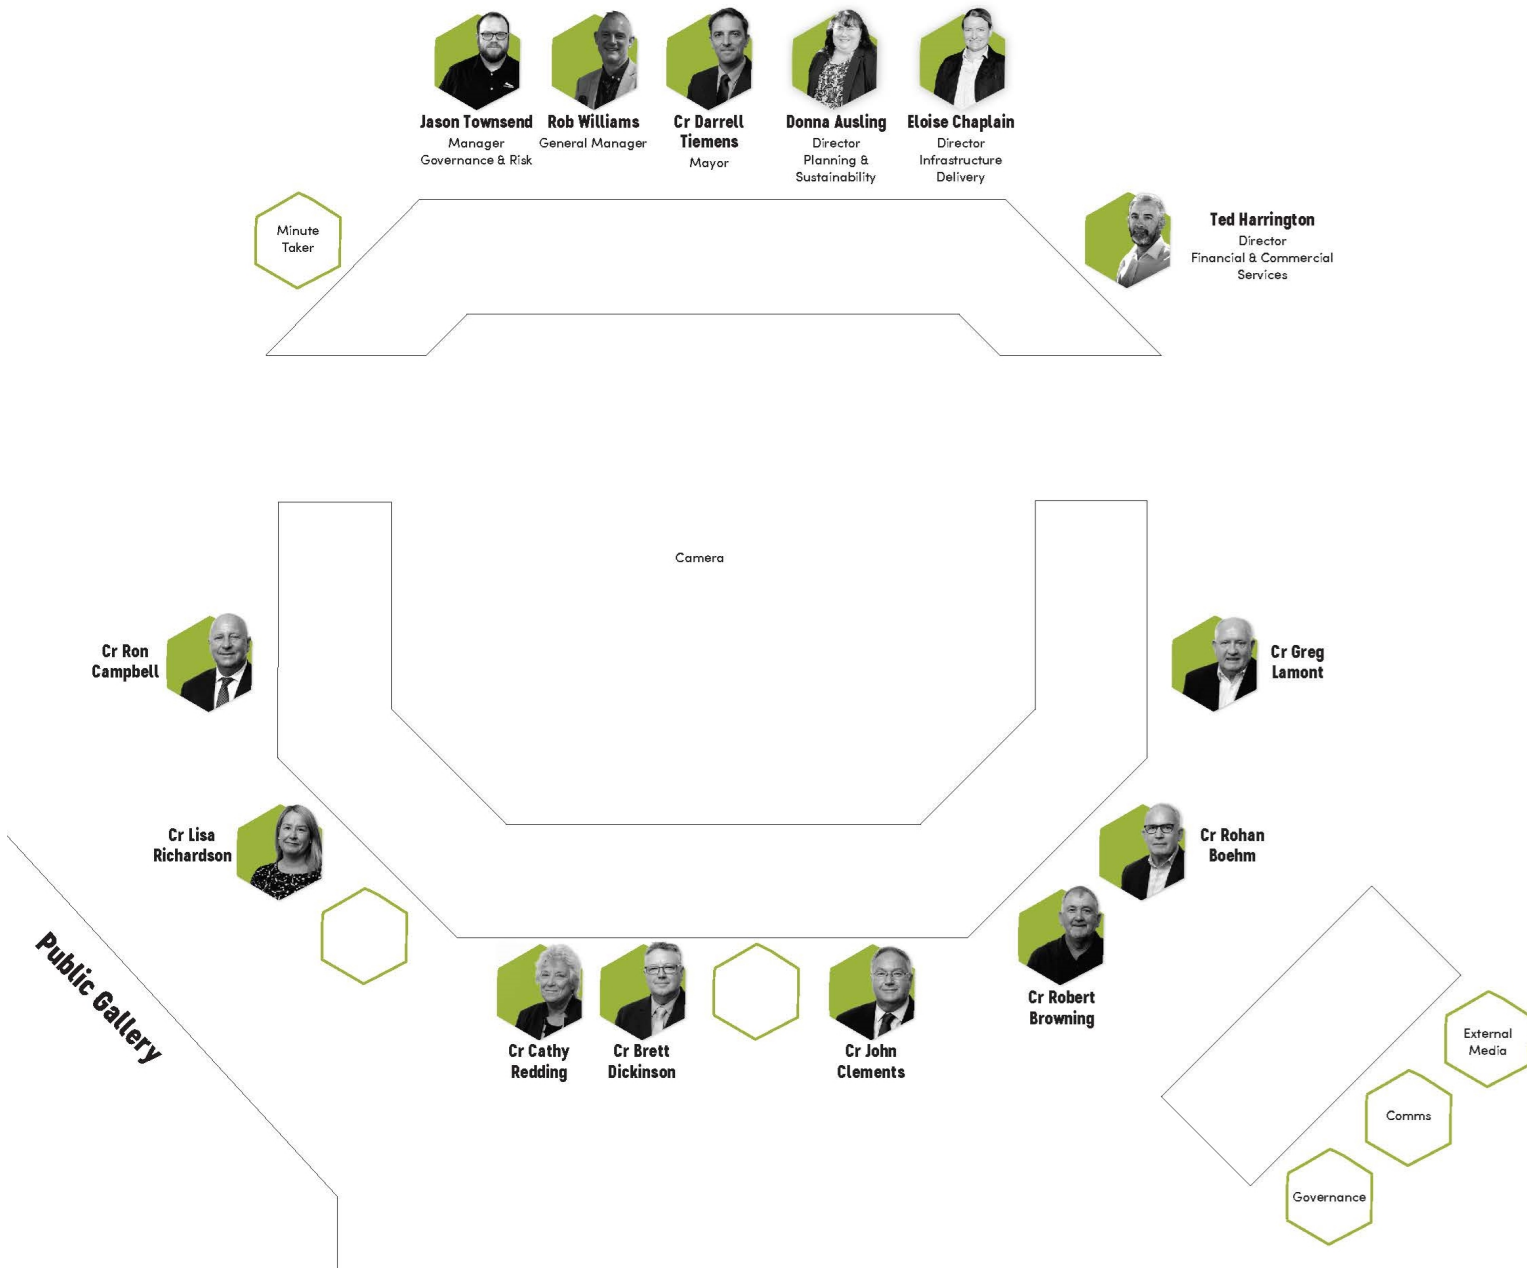 Jason Townsend
Manager
Governance & Risk
Rob Williams
General Manager
Cr Darrell
Tiemens
Mayor
Donna Ausling
Director
Planning &
Sustainability
Eloise Chaplain
Director
Infrastructure
Delivery
Minute
Taker
Ted Harrington
Director
Financial & Commercial
Services
Camera
Cr Ron
Campbell
Cr Greg
Lamont
Cr Lisa
Richardson
Cr Rohan
Boehm
Public Gallery
Cr Cathy
Redding
Cr Brett
Dickinson
Cr John
Clements
Cr Robert
Browning
External
Media
Comms
Governance